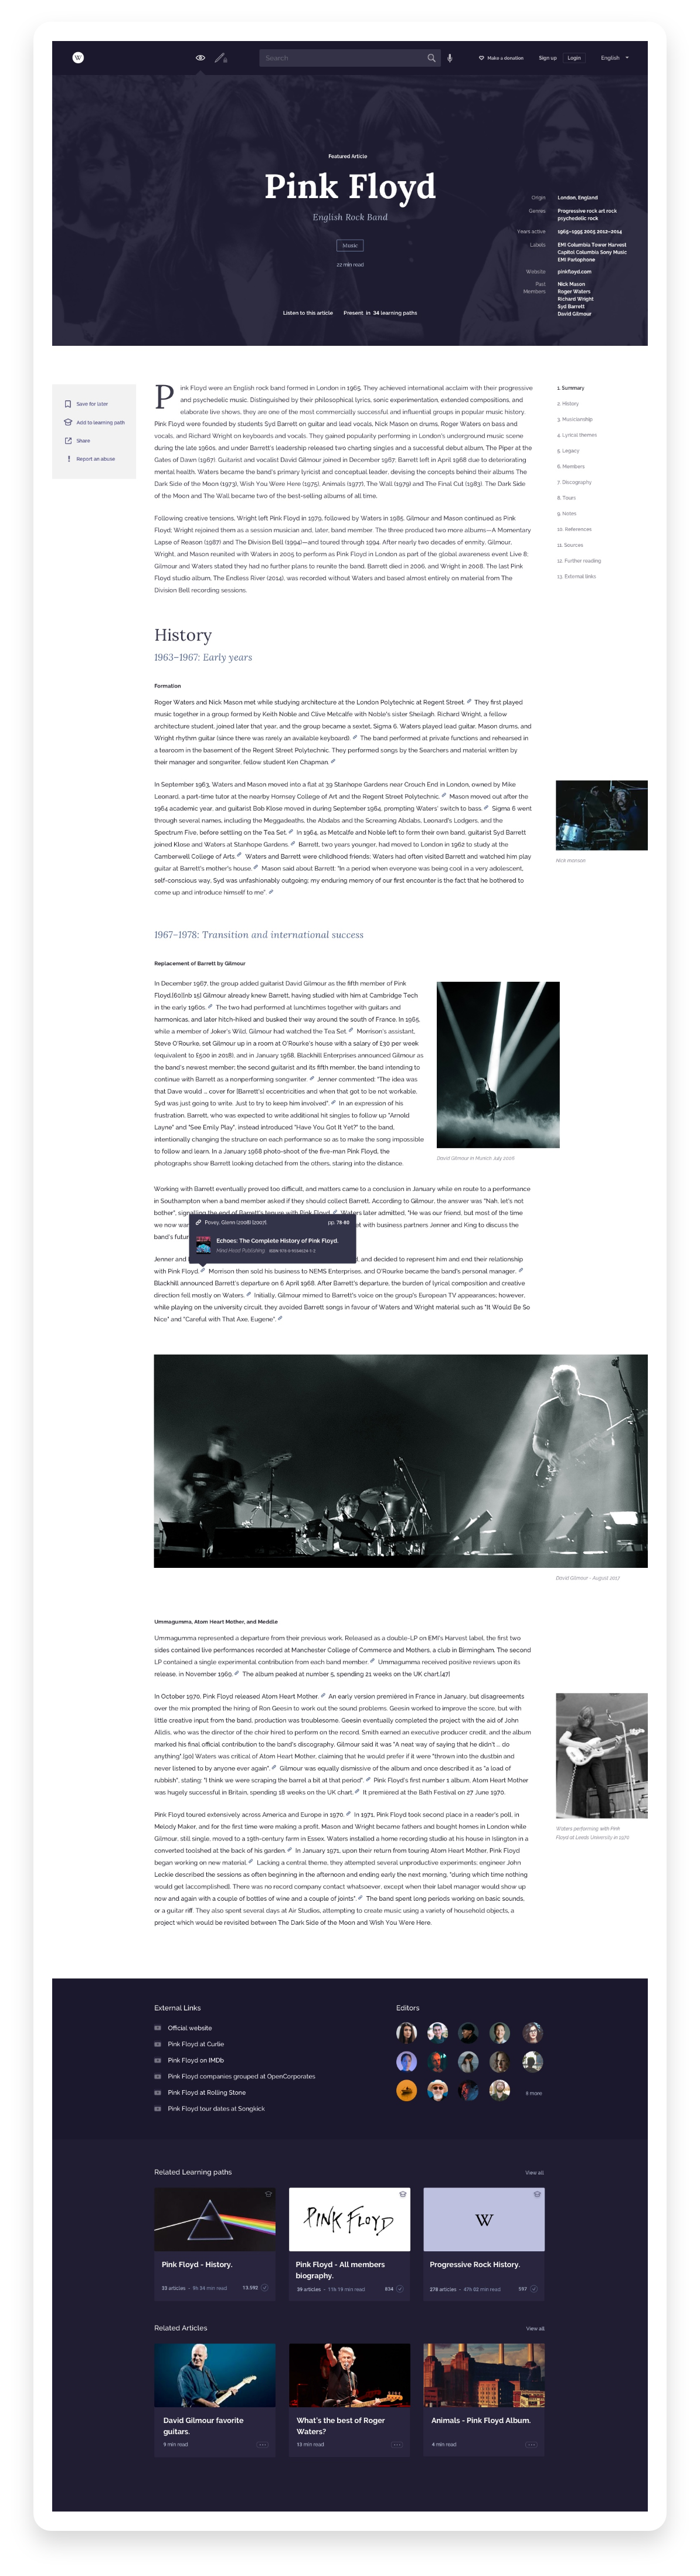 W
Search
Make a donation
Sign up
Login
English
Featured Article
Pink Floyd
English Rock Band
Music
22 min read
Listen to this article
Present in 34 learning paths
Origin
London, England
Genres
Progressive rock art rock
psychedelic rock
Years active
1965–1995 2005 2012–2014
Labels
EMI Columbia Tower Harvest
Capitol Columbia Sony Music
EMI Parlophone
Website
pinkfloyd.com
Past
Members
Nick Mason
Roger Waters
Richard Wright
Syd Barrett
David Gilmour
Save for later
Add to learning path
Share
Report an abuse
Pink Floyd were an English rock band formed in London in 1965. They achieved international acclaim with their progressive
and psychedelic music. Distinguished by their philosophical lyrics, sonic experimentation, extended compositions, and
elaborate live shows, they are one of the most commercially successful and influential groups in popular music history.
Pink Floyd were founded by students Syd Barrett on guitar and lead vocals, Nick Mason on drums, Roger Waters on bass and
vocals, and Richard Wright on keyboards and vocals. They gained popularity performing in London's underground music scene
during the late 1960s, and under Barrett's leadership released two charting singles and a successful debut album, The Piper at the
Gates of Dawn (1967). Guitarist and vocalist David Gilmour joined in December 1967; Barrett left in April 1968 due to deteriorating
mental health. Waters became the band's primary lyricist and conceptual leader, devising the concepts behind their albums The
Dark Side of the Moon (1973), Wish You Were Here (1975), Animals (1977), The Wall (1979) and The Final Cut (1983). The Dark Side
of the Moon and The Wall became two of the best-selling albums of all time.
Following creative tensions, Wright left Pink Floyd in 1979, followed by Waters in 1985. Gilmour and Mason continued as Pink
Floyd; Wright rejoined them as a session musician and, later, band member. The three produced two more albums—A Momentary
Lapse of Reason (1987) and The Division Bell (1994)—and toured through 1994. After nearly two decades of enmity, Gilmour,
Wright, and Mason reunited with Waters in 2005 to perform as Pink Floyd in London as part of the global awareness event Live 8;
Gilmour and Waters stated they had no further plans to reunite the band. Barrett died in 2006, and Wright in 2008. The last Pink
Floyd studio album, The Endless River (2014), was recorded without Waters and based almost entirely on material from The
Division Bell recording sessions.
1. Summary
2. History
3. Musicianship
4. Lyrical themes
5. Legacy
6. Members
7. Discography
8. Tours
9. Notes
10. References
11. Sources
12. Further reading
13. External links
History
1963–1967: Early years
Formation
Roger Waters and Nick Mason met while studying architecture at the London Polytechnic at Regent Street. They first played
music together in a group formed by Keith Noble and Clive Metcalfe with Noble's sister Sheilagh. Richard Wright, a fellow
architecture student, joined later that year, and the group became a sextet, Sigma 6. Waters played lead guitar, Mason drums, and
Wright rhythm guitar (since there was rarely an available keyboard). The band performed at private functions and rehearsed in
a tearoom in the basement of the Regent Street Polytechnic. They performed songs by the Searchers and material written by
their manager and songwriter, fellow student Ken Chapman.
In September 1963, Waters and Mason moved into a flat at 39 Stanhope Gardens near Crouch End in London, owned by Mike
Leonard, a part-time tutor at the nearby Hornsey College of Art and the Regent Street Polytechnic. Mason moved out after the
1964 academic year, and guitarist Bob Klose moved in during September 1964, prompting Waters' switch to bass. Sigma 6 went
through several names, including the Meggadeaths, the Abdabs and the Screaming Abdabs, Leonard's Lodgers, and the
Spectrum Five, before settling on the Tea Set. In 1964, as Metcalfe and Noble left to form their own band, guitarist Syd Barrett
joined Klose and Waters at Stanhope Gardens. Barrett, two years younger, had moved to London in 1962 to study at the
Camberwell College of Arts. Waters and Barrett were childhood friends; Waters had often visited Barrett and watched him play
guitar at Barrett's mother's house. Mason said about Barrett: "In a period when everyone was being cool in a very adolescent,
self-conscious way, Syd was unfashionably outgoing; my enduring memory of our first encounter is the fact that he bothered to
come up and introduce himself to me".
Nick manson
1967–1978: Transition and international success
Replacement of Barrett by Gilmour
In December 1967, the group added guitarist David Gilmour as the fifth member of Pink
Floyd.[60][nb 15] Gilmour already knew Barrett, having studied with him at Cambridge Tech
in the early 1960s. The two had performed at lunchtimes together with guitars and
harmonicas, and later hitch-hiked and busked their way around the south of France. In 1965,
while a member of Joker's Wild, Gilmour had watched the Tea Set. Morrison's assistant,
Steve O'Rourke, set Gilmour up in a room at O'Rourke's house with a salary of £30 per week
(equivalent to £500 in 2018), and in January 1968, Blackhill Enterprises announced Gilmour as
the band's newest member; the second guitarist and its fifth member, the band intending to
continue with Barrett as a nonperforming songwriter. Jenner commented: "The idea was
that Dave would ... cover for [Barrett's] eccentricities and when that got to be not workable,
Syd was just going to write. Just to try to keep him involved". In an expression of his
frustration, Barrett, who was expected to write additional hit singles to follow up "Arnold
Layne" and "See Emily Play", instead introduced "Have You Got It Yet?" to the band,
intentionally changing the structure on each performance so as to make the song impossible
to follow and learn. In a January 1968 photo-shoot of the five-man Pink Floyd, the
photographs show Barrett looking detached from the others, staring into the distance.
David Gilmour in Munich July 2006
Working with Barrett eventually proved too difficult, and matters came to a conclusion in January while en route to a performance
in Southampton when a band member asked if they should collect Barrett. According to Gilmour, the answer was "Nah, let's not
bother", signalling the end of Barrett's tenure with Pink Floyd. Waters later admitted, "He was our friend, but most of the time
we now wan
t with business partners Jenner and King to discuss the
band's futur
Povey, Glenn (2008) [2007].
pp. 78-80
Echoes: The Complete History of Pink Floyd.
Mind Head Publishing
Jenner and
l and decided to represent him and end their relationship
with Pink Floyd. Morrison then sold his business to NEMS Enterprises, and O'Rourke became the band's personal manager.
Blackhill announced Barrett's departure on 6 April 1968. After Barrett's departure, the burden of lyrical composition and creative
direction fell mostly on Waters. Initially, Gilmour mimed to Barrett's voice on the group's European TV appearances; however,
while playing on the university circuit, they avoided Barrett songs in favour of Waters and Wright material such as "It Would Be So
Nice" and "Careful with That Axe, Eugene".
David Gilmour - August 2017
Ummagumma, Atom Heart Mother, and Meddle
Ummagumma represented a departure from their previous work. Released as a double-LP on EMI's Harvest label, the first two
sides contained live performances recorded at Manchester College of Commerce and Mothers, a club in Birmingham. The second
LP contained a single experimental contribution from each band member. Ummagumma received positive reviews upon its
release, in November 1969. The album peaked at number 5, spending 21 weeks on the UK chart.[47]
In October 1970, Pink Floyd released Atom Heart Mother. An early version premièred in France in January, but disagreements
over the mix prompted the hiring of Ron Geesin to work out the sound problems. Geesin worked to improve the score, but with
little creative input from the band, production was troublesome. Geesin eventually completed the project with the aid of John
Alldis, who was the director of the choir hired to perform on the record. Smith earned an executive producer credit, and the album
marked his final official contribution to the band's discography. Gilmour said it was "A neat way of saying that he didn't ... do
anything".[90] Waters was critical of Atom Heart Mother, claiming that he would prefer if it were "thrown into the dustbin and
never listened to by anyone ever again". Gilmour was equally dismissive of the album and once described it as "a load of
rubbish", stating: "I think we were scraping the barrel a bit at that period". Pink Floyd's first number 1 album, Atom Heart Mother
was hugely successful in Britain, spending 18 weeks on the UK chart. It premièred at the Bath Festival on 27 June 1970.
Waters performing with Pink
Floyd at Leeds University in 1970
Pink Floyd toured extensively across America and Europe in 1970. In 1971, Pink Floyd took second place in a reader's poll, in
Melody Maker, and for the first time were making a profit. Mason and Wright became fathers and bought homes in London while
Gilmour, still single, moved to a 19th-century farm in Essex. Waters installed a home recording studio at his house in Islington in a
converted toolshed at the back of his garden. In January 1971, upon their return from touring Atom Heart Mother, Pink Floyd
began working on new material. Lacking a central theme, they attempted several unproductive experiments; engineer John
Leckie described the sessions as often beginning in the afternoon and ending early the next morning, "during which time nothing
would get [accomplished]. There was no record company contact whatsoever, except when their label manager would show up
now and again with a couple of bottles of wine and a couple of joints". The band spent long periods working on basic sounds,
or a guitar riff. They also spent several days at Air Studios, attempting to create music using a variety of household objects, a
project which would be revisited between The Dark Side of the Moon and Wish You Were Here.
External Links
Official website
Pink Floyd at Curlie
Pink Floyd on IMDb
Pink Floyd companies grouped at OpenCorporates
Pink Floyd at Rolling Stone
Pink Floyd tour dates at Songkick
Editors
8 more
Related Learning paths
View all
PINK FLOYD
W
Pink Floyd - History.
33 articles - 6h 34 min read
13.592
Pink Floyd - All members
biography.
39 articles - 11h 19 min read
834
Progressive Rock History.
278 articles - 47h 02 min read
597
Related Articles
View all
David Gilmour favorite
guitars.
9 min read
What's the best of Roger
Waters?
13 min read
Animals - Pink Floyd Album.
4 min read